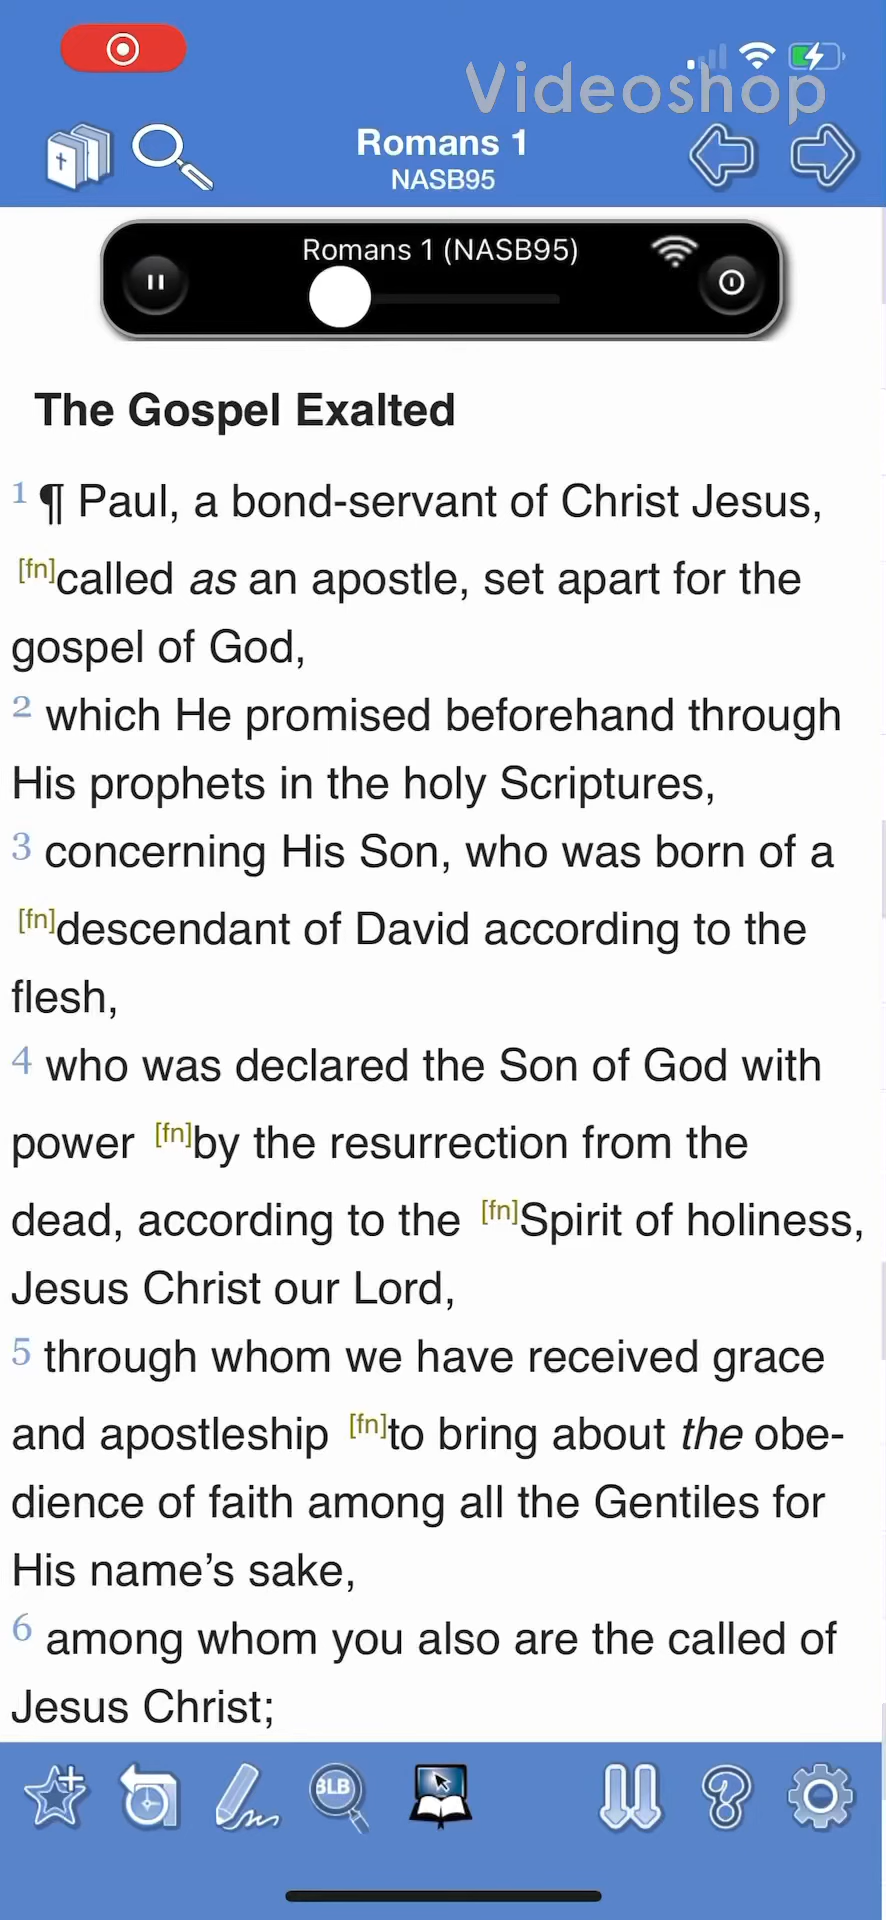 Videoshop
Romans 1
NASB95
Romans 1 (NASB95)
The Gospel Exalted
1 ¶ Paul, a bond-servant of Christ Jesus,
[fn]called as an apostle, set apart for the
gospel of God,
2 which He promised beforehand through
His prophets in the holy Scriptures,
3 concerning His Son, who was born of a
[fn]descendant of David according to the
flesh,
4 who was declared the Son of God with
power [fn]by the resurrection from the
dead, according to the [fn]Spirit of holiness,
Jesus Christ our Lord,
5 through whom we have received grace
and apostleship [fn]to bring about the obe-
dience of faith among all the Gentiles for
His name’s sake,
6 among whom you also are the called of
Jesus Christ;
BLB